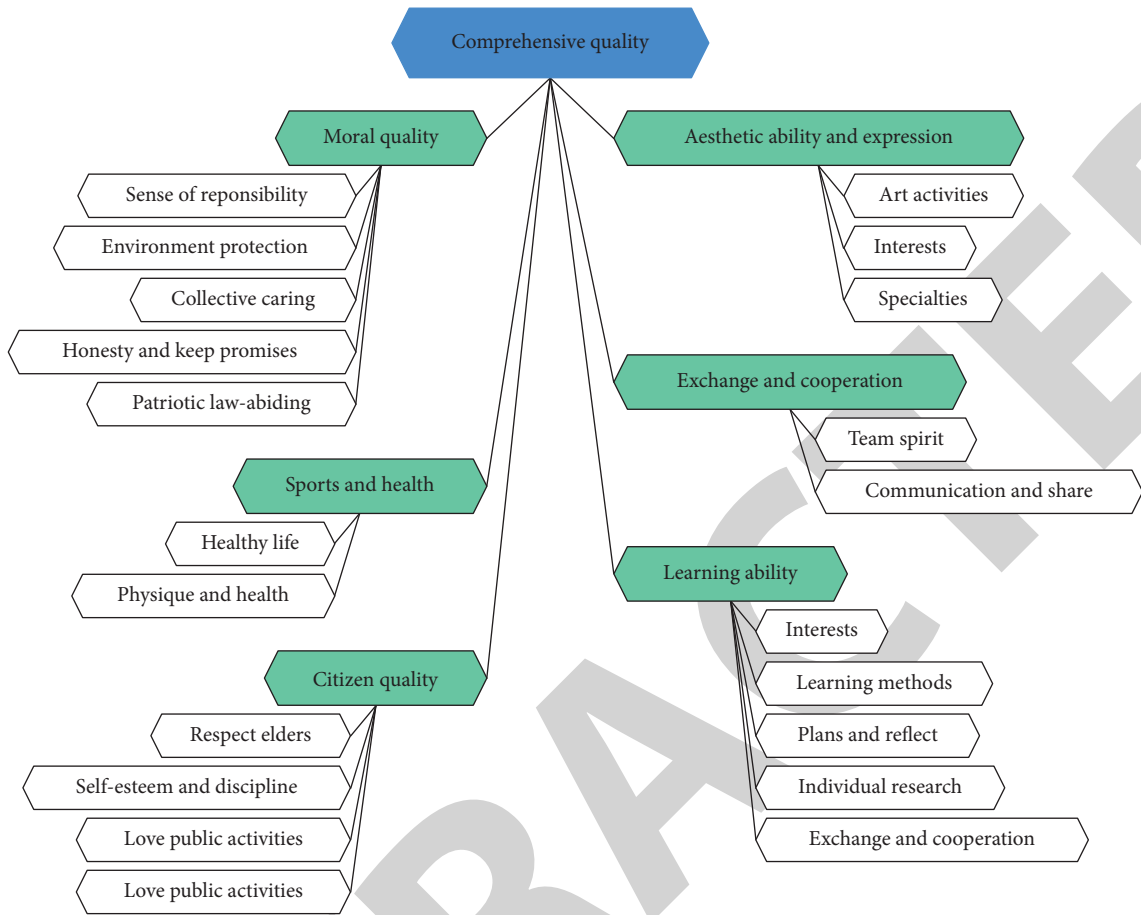 Comprehensive quality
Moral quality
Sense of reponsibility
Environment protection
Collective caring
Honesty and keep promises
Patriotic law-abiding
Sports and health
Healthy life
Physique and health
Citizen quality
Respect elders
Self-esteem and discipline
Love public activities
Love public activities
Aesthetic ability and expression
Art activities
Interests
Specialties
Exchange and cooperation
Team spirit
Communication and share
Learning ability
Interests
Learning methods
Plans and reflect
Individual research
Exchange and cooperation